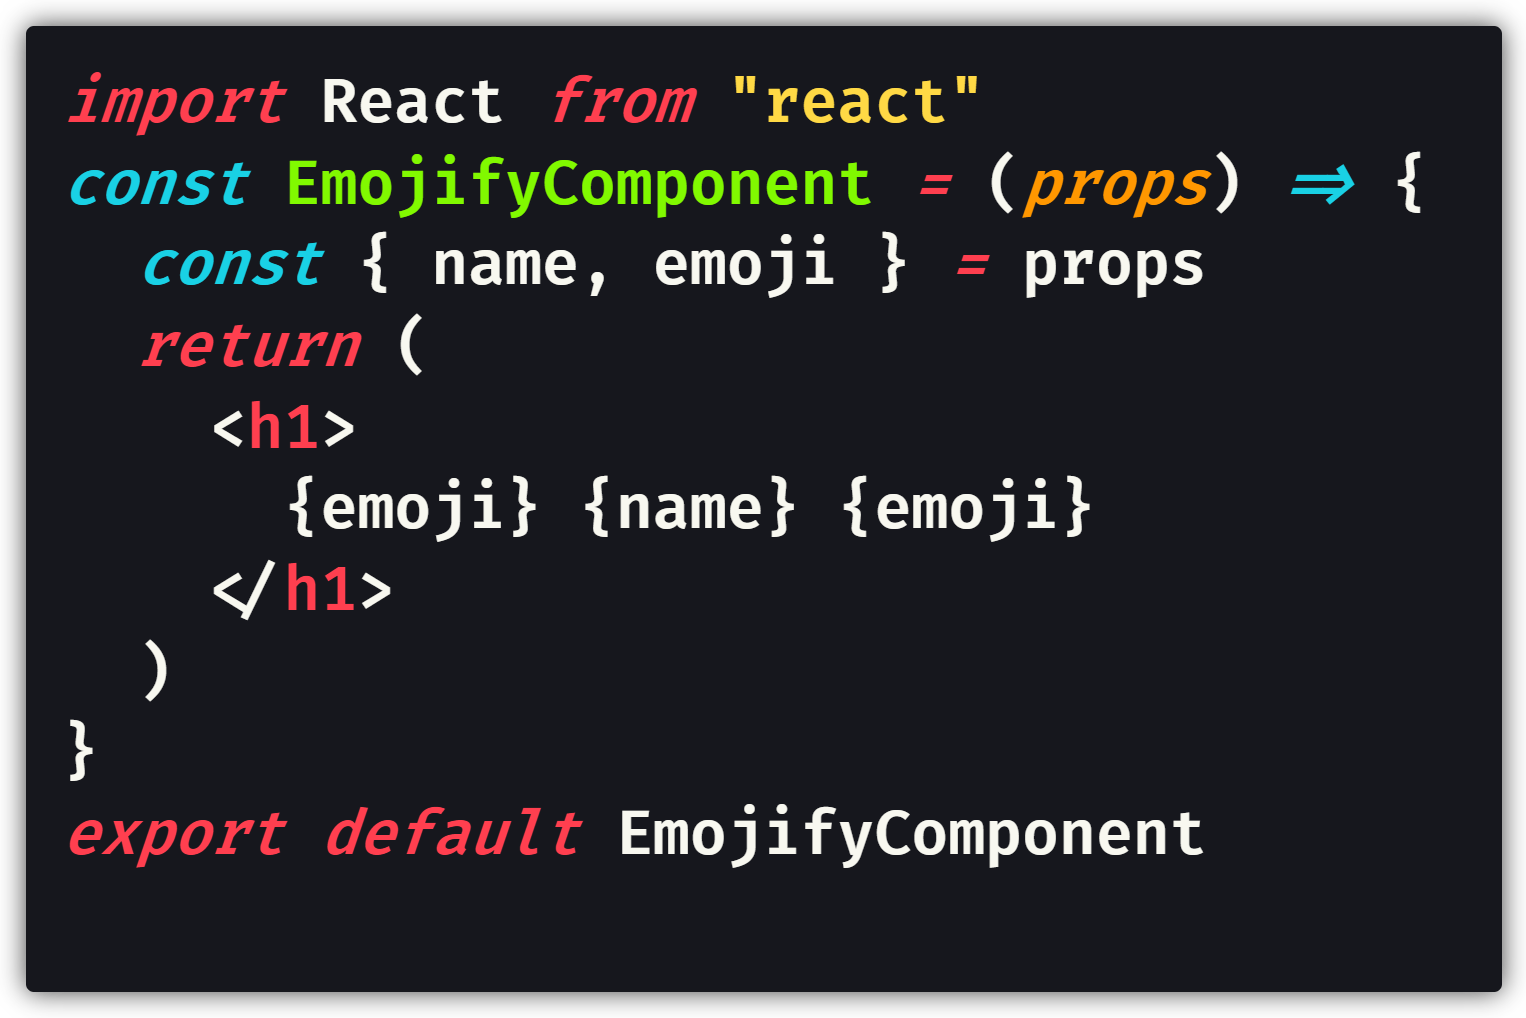 import React from "react"
const EmojifyComponent = (props) => {
  const { name, emoji } = props
  return (
    <h1>
      {emoji} {name} {emoji}
    </h1>
  )
}
export default EmojifyComponent